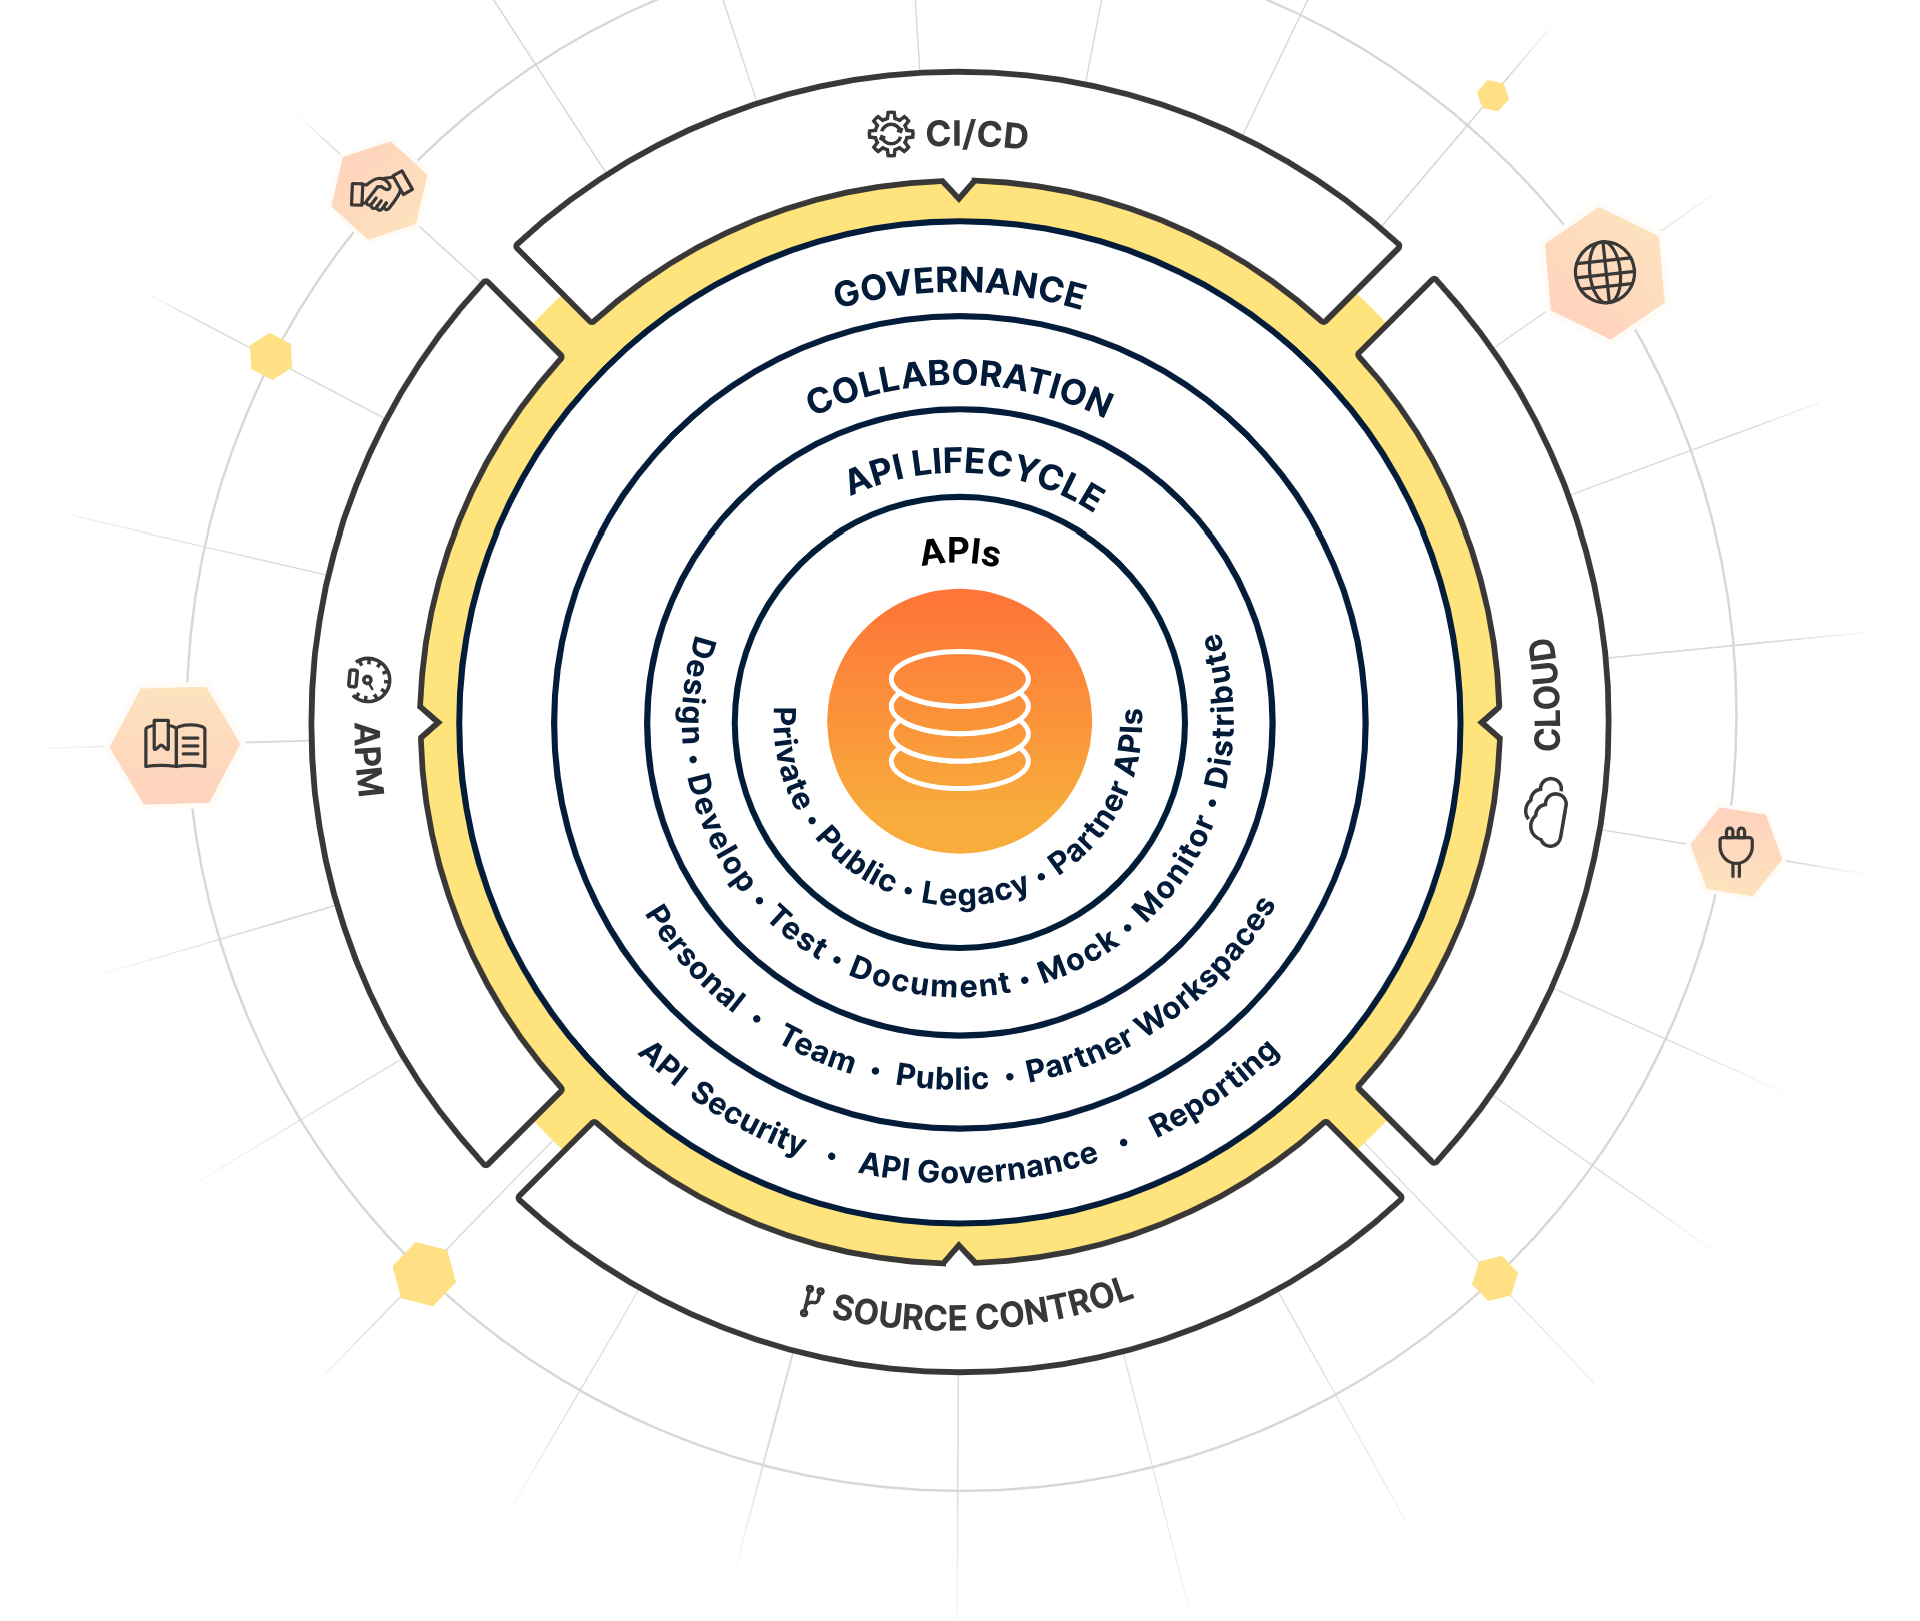 CI/CD
GOVERNANCE
COLLABORATION
API LIFECYCLE
APIs
Private • Public • Legacy • Partner APIs
Design • Develop • Test • Document • Mock • Monitor • Distribute
Personal • Team • Public • Partner Workspaces
API Security • API Governance • Reporting
APM
CLOUD
SOURCE CONTROL